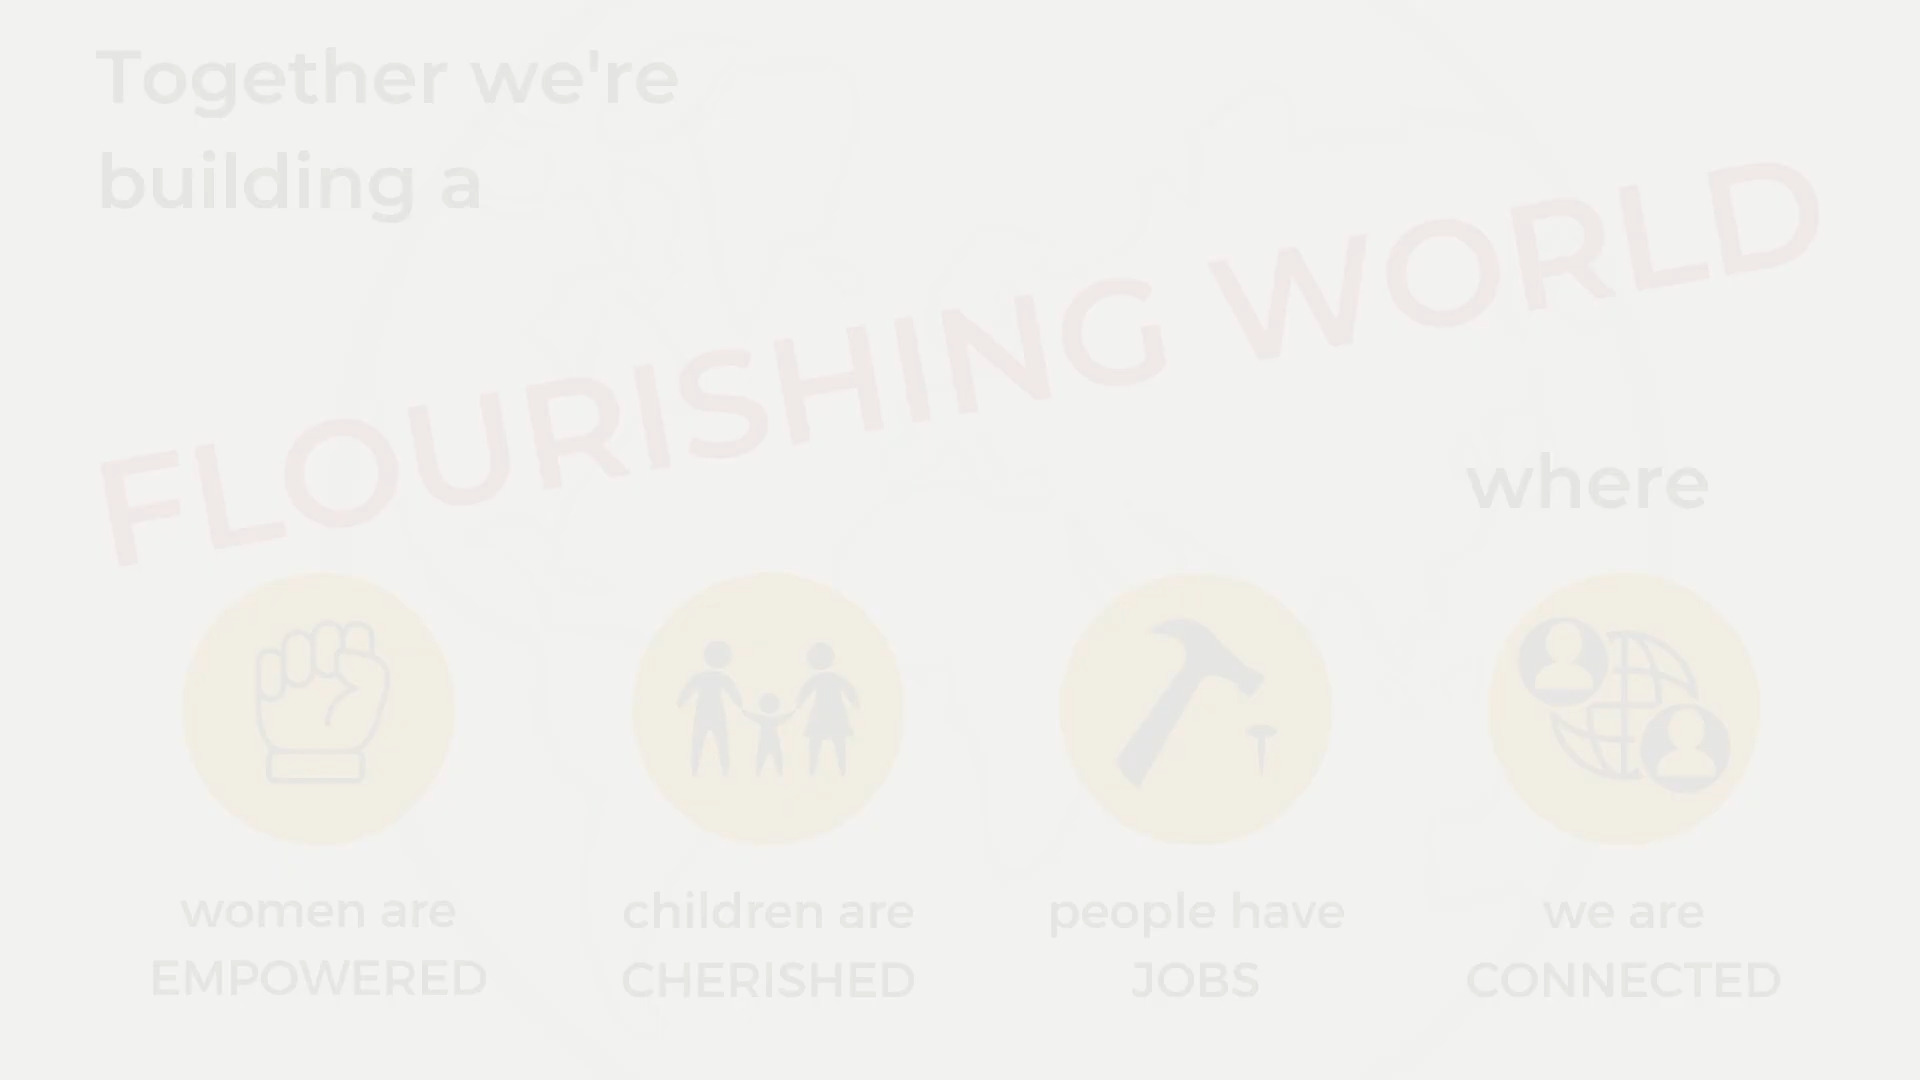 Together we're
building a
FLOURISHING WORLD
where
women are
EMPOWERED
children are
CHERISHED
people have
JOBS
we are
CONNECTED